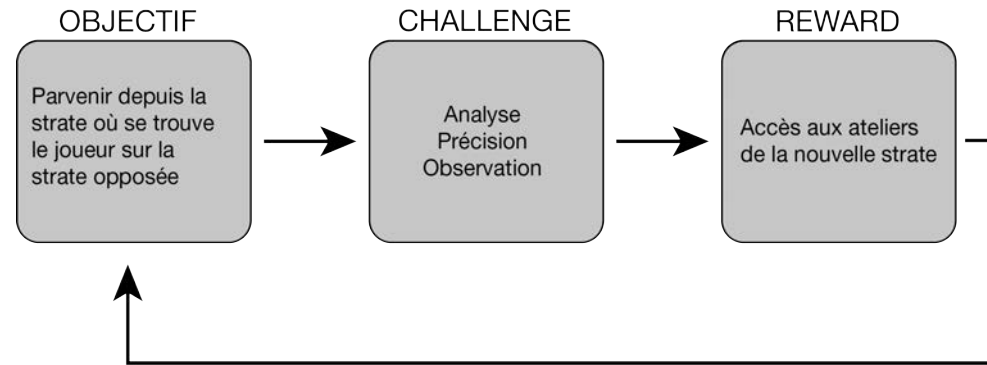 OBJECTIF
Parvenir depuis la
strate où se trouve
le joueur sur la
strate opposée
CHALLENGE
Analyse
Précision
Observation
REWARD
Accès aux ateliers
de la nouvelle strate